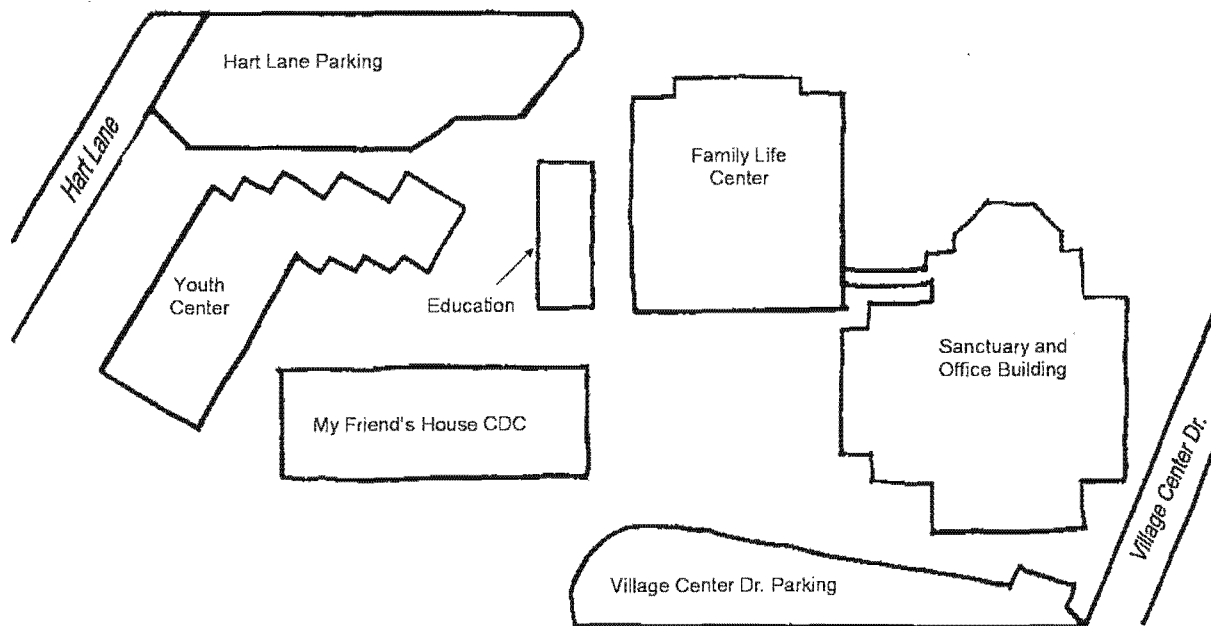 Hart Lane Parking
Hart Lane
Family Life
Center
Youth
Center
Education
Sanctuary and
Office Building
My Friend's House CDC
Village Center Dr.
Village Center Dr. Parking